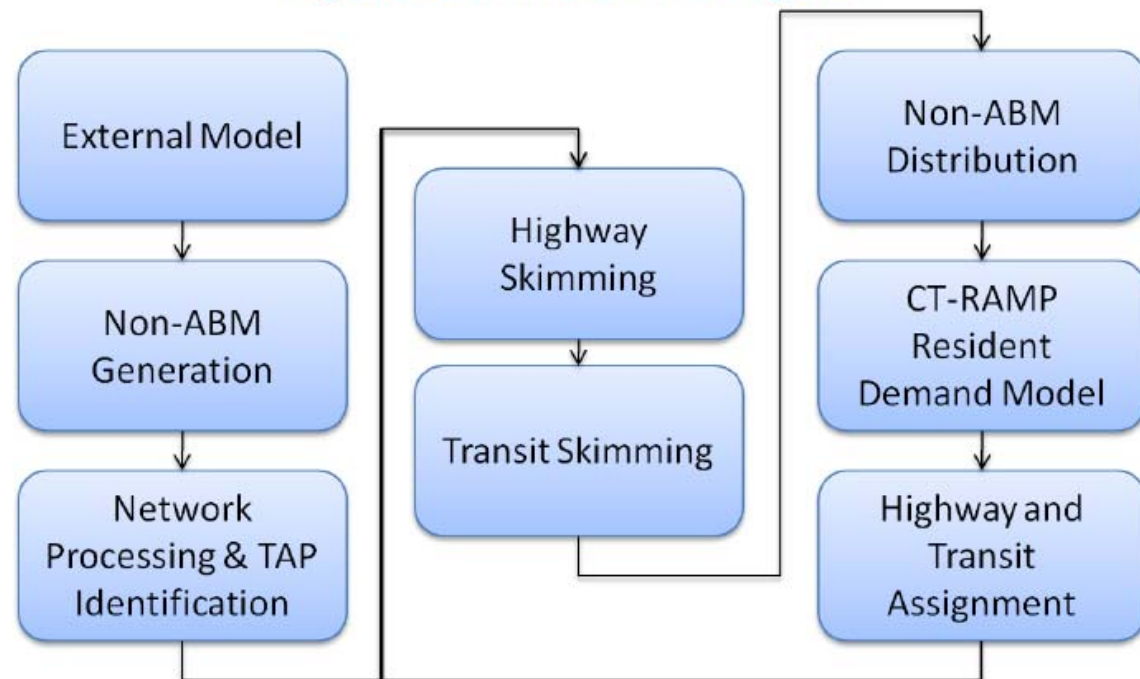 External Model
Non-ABM
Generation
Network
Processing & TAP
Identification
Highway
Skimming
Transit Skimming
Non-ABM
Distribution
CT-RAMP
Resident
Demand Model
Highway and
Transit
Assignment